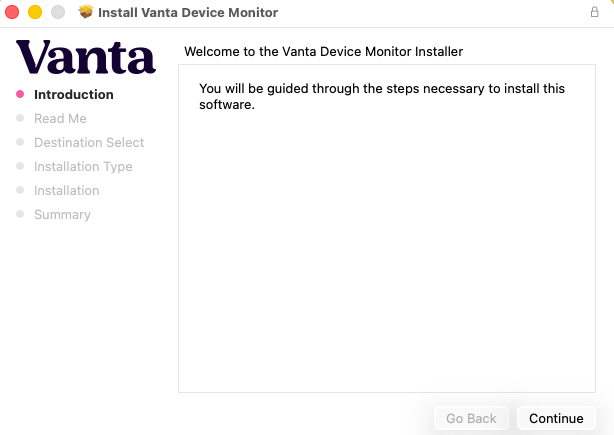 Install Vanta Device Monitor
Vanta
Introduction
Read Me
Destination Select
Installation Type
Installation
Summary
Welcome to the Vanta Device Monitor Installer
You will be guided through the steps necessary to install this
software.
Go Back
Continue